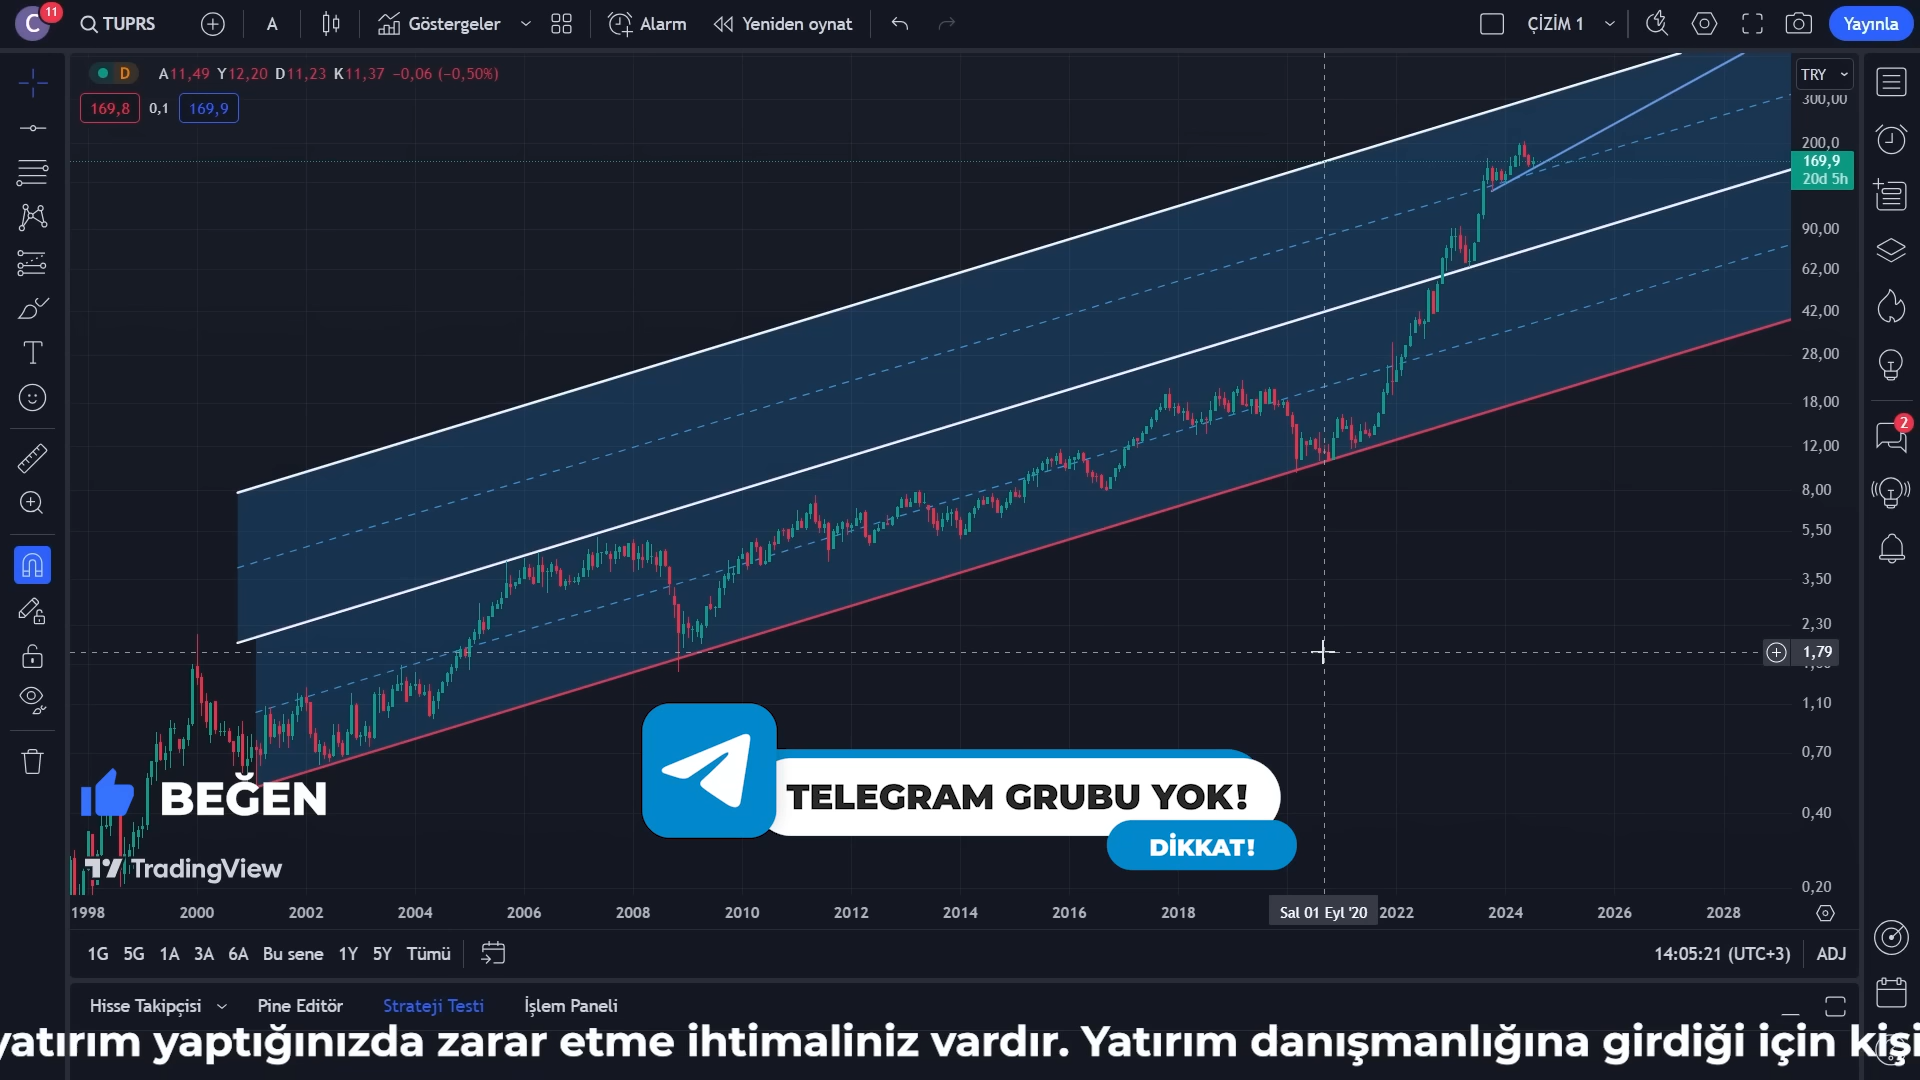 C 11 TUPRS A Göstergeler Alarm Yeniden oynat ÇİZİM 1 Yayınla
D A11,49 Y12,20 D11,23 K11,37 −0,06 (−0,50%)
169,8 0,1 169,9
TRY
300,00
200,0
169,9
20d 5h
90,00
62,00
42,00
28,00
18,00
12,00
8,00
5,50
3,50
2,30
1,79
1,10
0,70
0,40
0,20
2
BEĞEN
TELEGRAM GRUBU YOK!
DİKKAT!
TradingView
1998 2000 2002 2004 2006 2008 2010 2012 2014 2016 2018 Sal 01 Eyl '20 2022 2024 2026 2028
1G 5G 1A 3A 6A Bu sene 1Y 5Y Tümü 14:05:21 (UTC+3) ADJ
Hisse Takipçisi Pine Editör Strateji Testi İşlem Paneli
yatırım yaptığınızda zarar etme ihtimaliniz vardır. Yatırım danışmanlığına girdiği için kişi